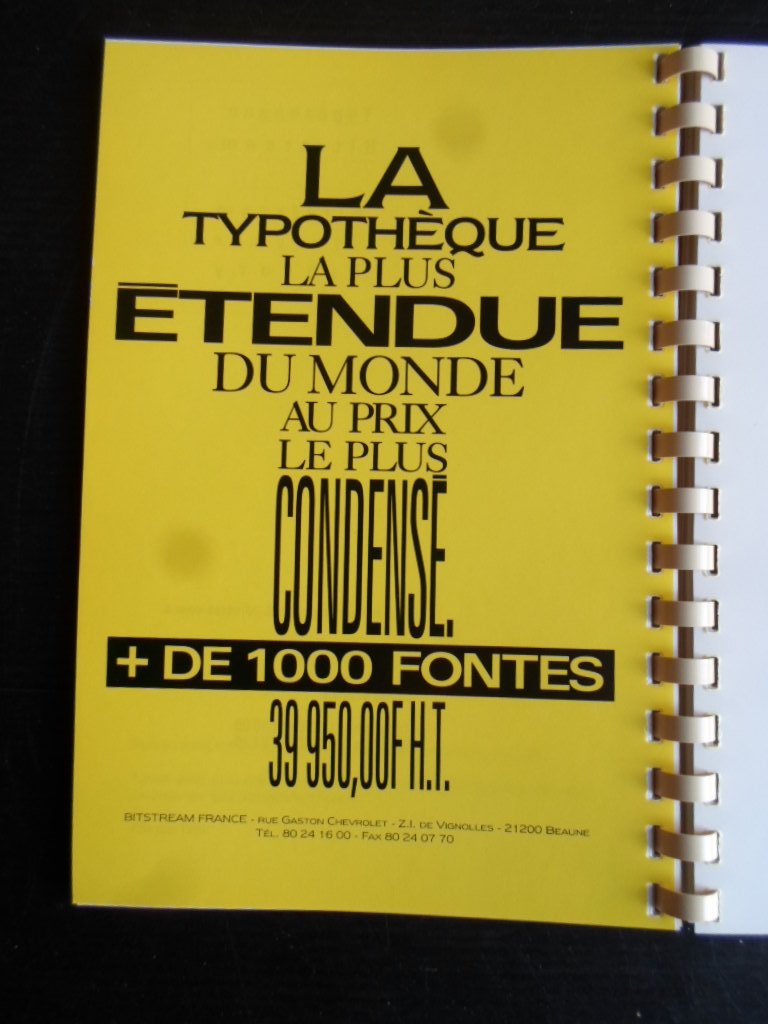 LA
TYPOTHÈQUE
LA PLUS
ÉTENDUE
DU MONDE
AU PRIX
LE PLUS
CONDENSÉ.
+ DE 1000 FONTES
39 950,00F H.T.
BITSTREAM FRANCE - RUE GASTON CHEVROLET - Z.I. DE VIGNOLLES - 21200 BEAUNE
TÉL. 80 24 16 00 - FAX 80 24 07 70